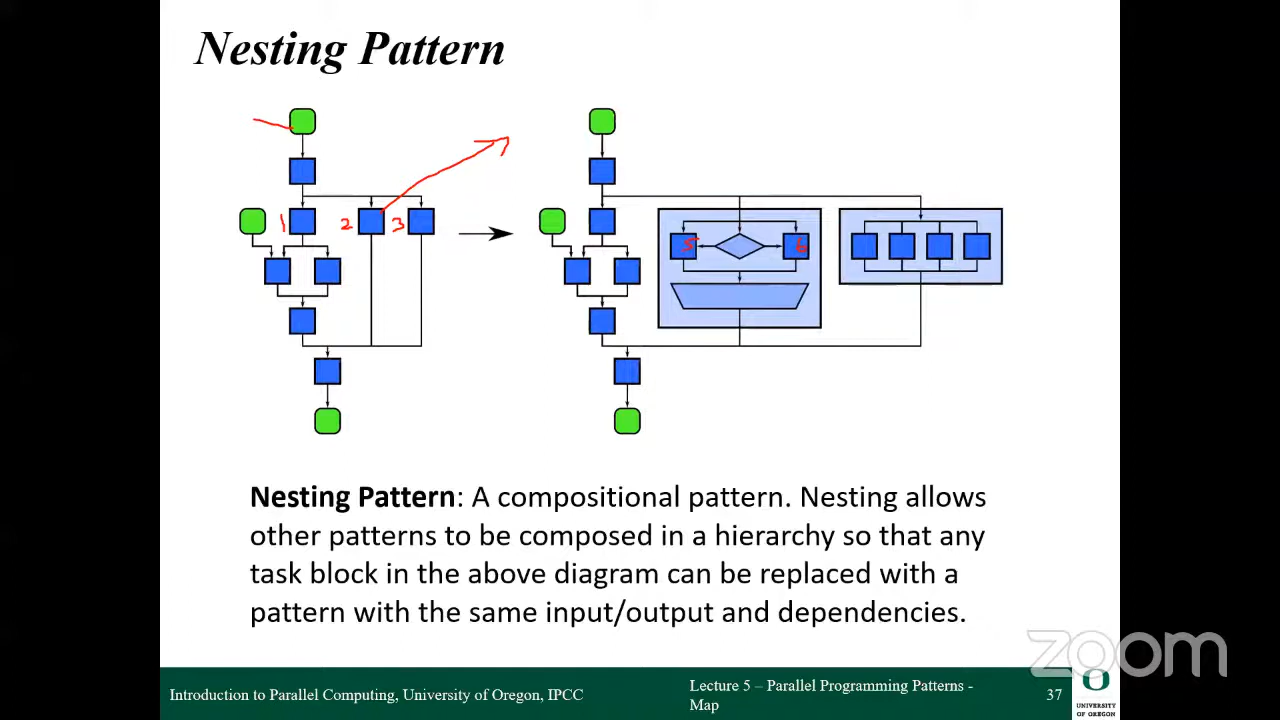 Nesting Pattern
1 2 3
5 6
Nesting Pattern: A compositional pattern. Nesting allows
other patterns to be composed in a hierarchy so that any
task block in the above diagram can be replaced with a
pattern with the same input/output and dependencies.
zoom
Introduction to Parallel Computing, University of Oregon, IPCC
Lecture 5 – Parallel Programming Patterns -
Map
37
O
UNIVERSITY
OF OREGON